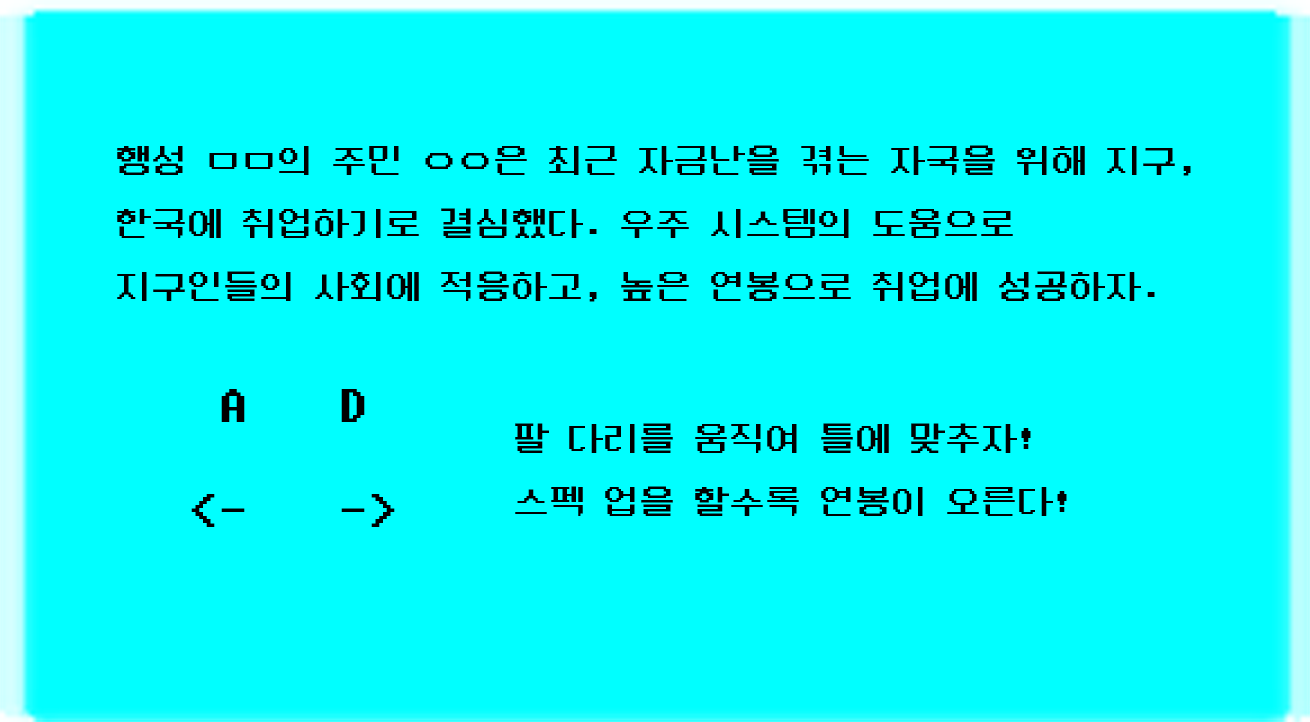 행성 ㅁㅁ의 주민 ㅇㅇ은 최근 자금난을 겪는 자국을 위해 지구,
한국에 취업하기로 결심했다. 우주 시스템의 도움으로
지구인들의 사회에 적응하고, 높은 연봉으로 취업에 성공하자.
A D
팔 다리를 움직여 틀에 맞추자!
<- ->
스펙 업을 할수록 연봉이 오른다!